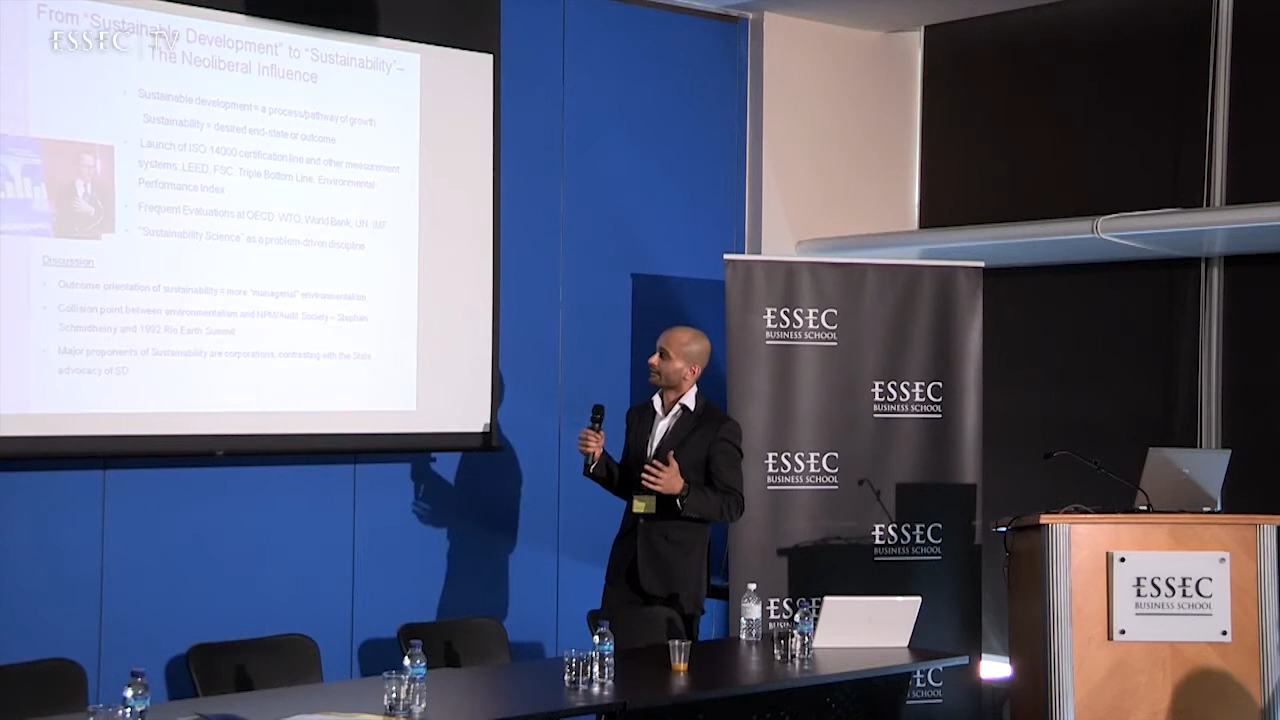 From “Sustainable Development” to “Sustainability”–
The Neoliberal Influence
ESSEC TV
Sustainable development = a process/pathway of growth
Sustainability = desired end-state or outcome
Launch of ISO 14000 certification line and other measurement
systems: LEED, FSC, Triple Bottom Line, Environmental
Performance Index
Frequent Evaluations at OECD, WTO, World Bank, UN, IMF
“Sustainability Science” as a problem-driven discipline
Discussion
Outcome orientation of sustainability = more “managerial” environmentalism
Collision point between environmentalism and NPM/Audit Society – Stephan
Schmidheiny and 1992 Rio Earth Summit
Major proponents of Sustainability are corporations, contrasting with the State
advocacy of SD
ESSEC
BUSINESS SCHOOL
ESSEC
BUSINESS SCHOOL
ESSEC
BUSINESS SCHOOL
ESSEC
BUSINESS SCHOOL
ESSEC
BUSINESS SCHOOL
ESSEC
BUSINESS SCHOOL